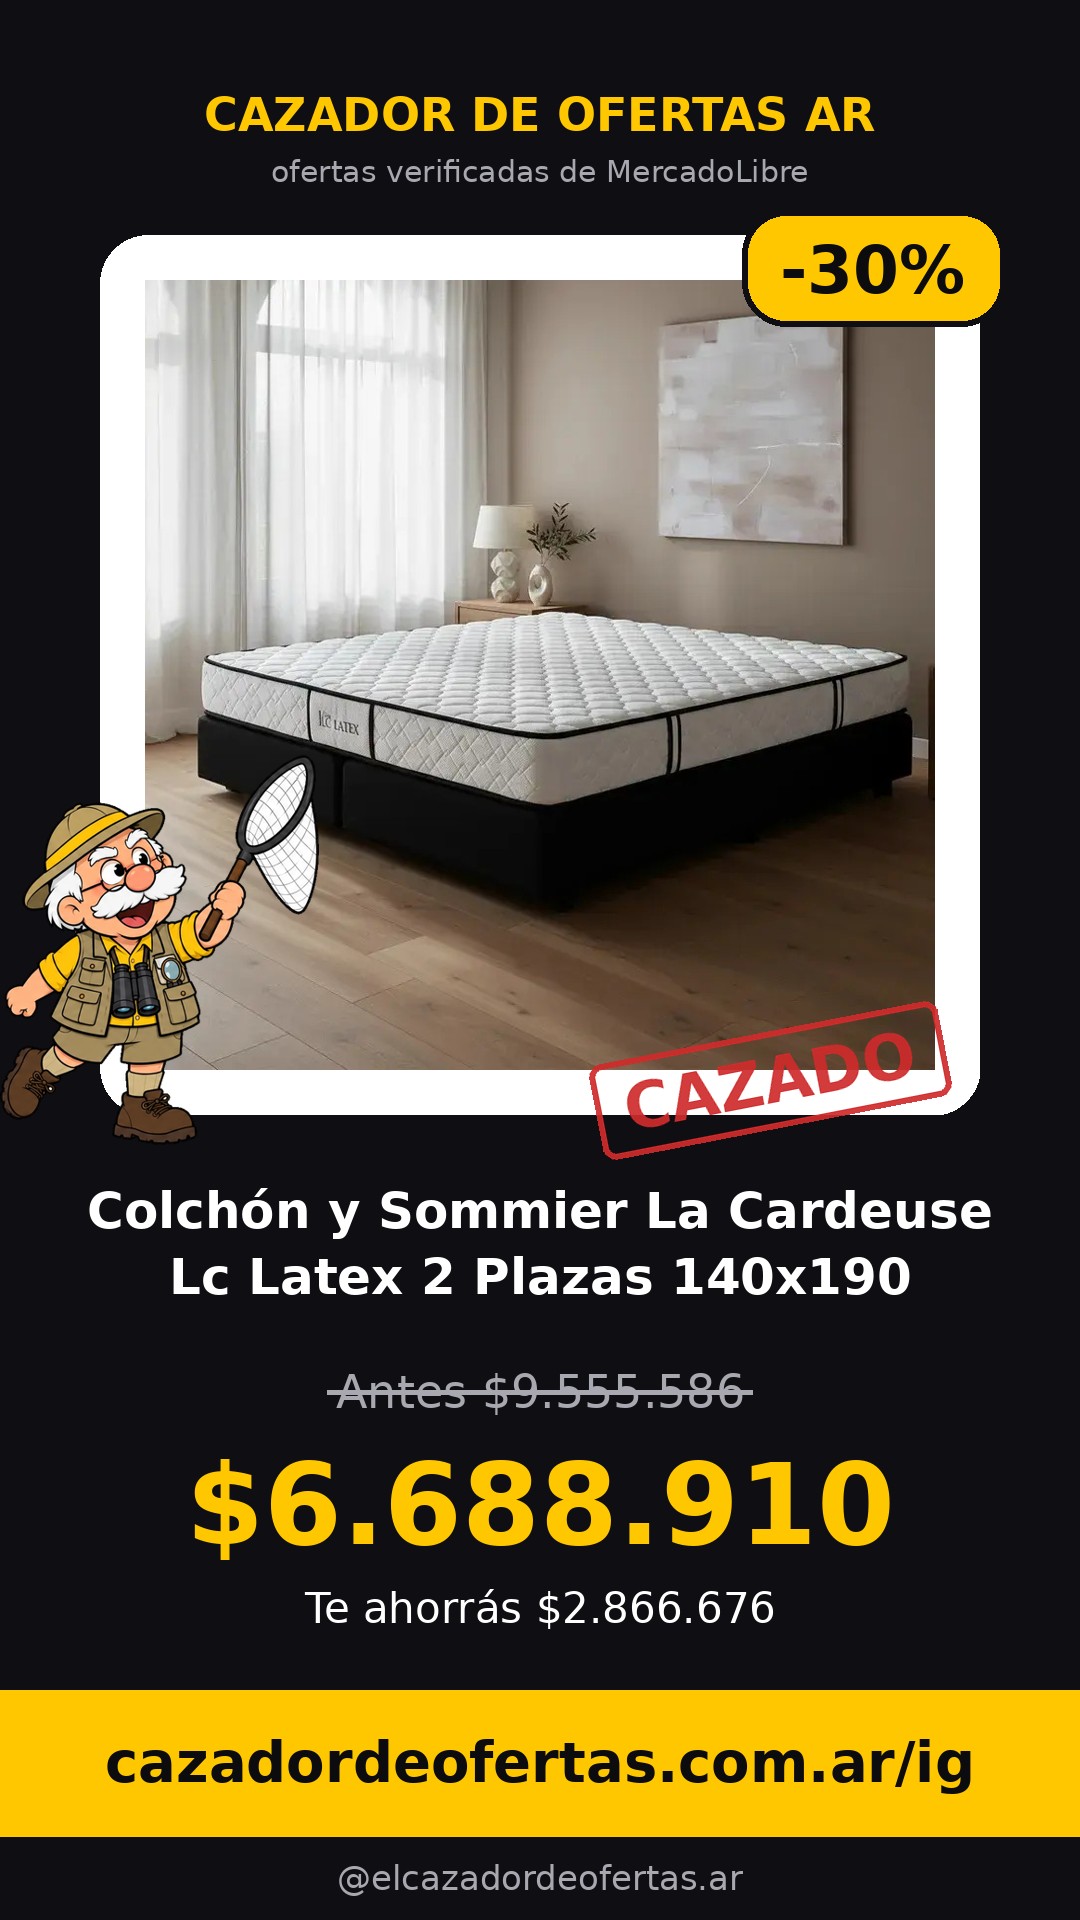 CAZADOR DE OFERTAS AR
ofertas verificadas de MercadoLibre
-30%
LC LATEX
CAZADO
Colchón y Sommier La Cardeuse
Lc Latex 2 Plazas 140x190
Antes $9.555.586
$6.688.910
Te ahorrás $2.866.676
cazadordeofertas.com.ar/ig
@elcazadordeofertas.ar